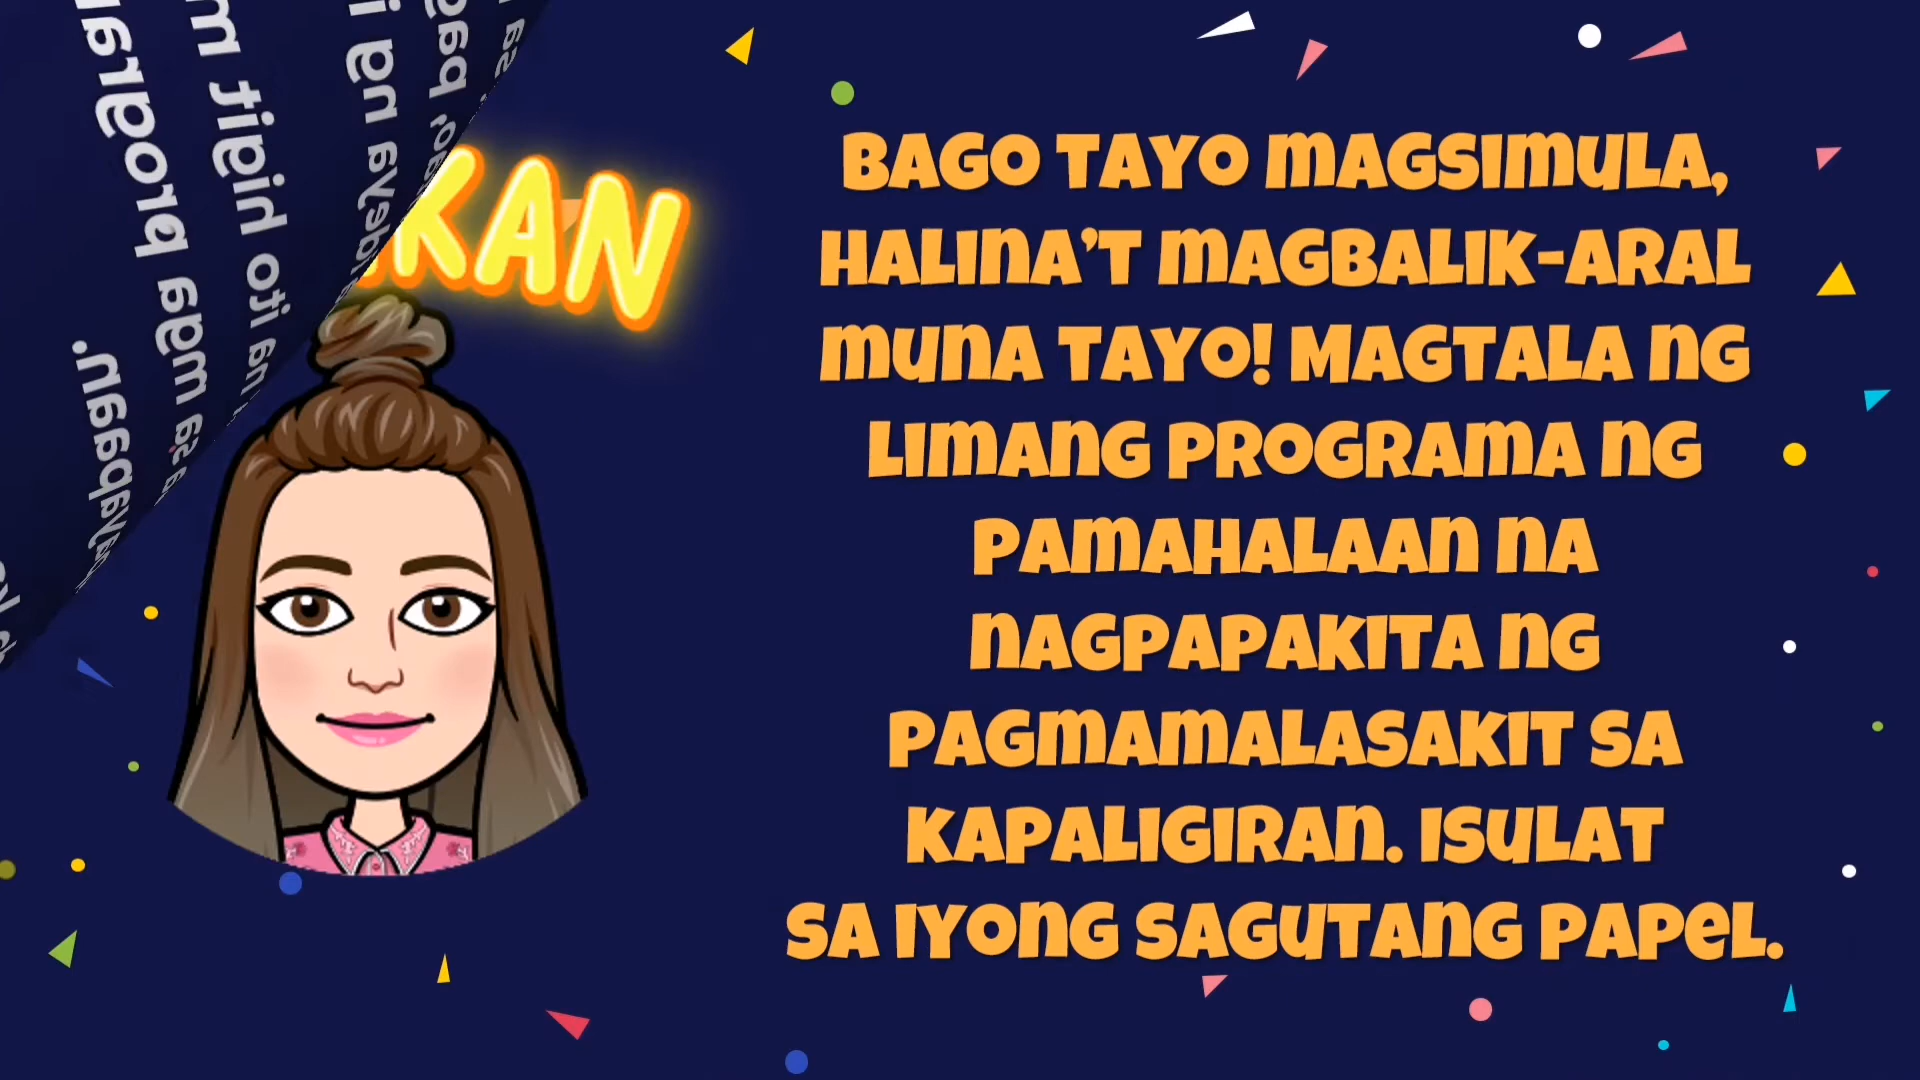 BAGO TAYO MAGSIMULA,
HALINA'T MAGBALIK-ARAL
MUNA TAYO! MAGTALA NG
LIMANG PROGRAMA NG
PAMAHALAAN NA
NAGPAPAKITA NG
PAGMAMALASAKIT SA
KAPALIGIRAN. ISULAT
SA IYONG SAGUTANG PAPEL.